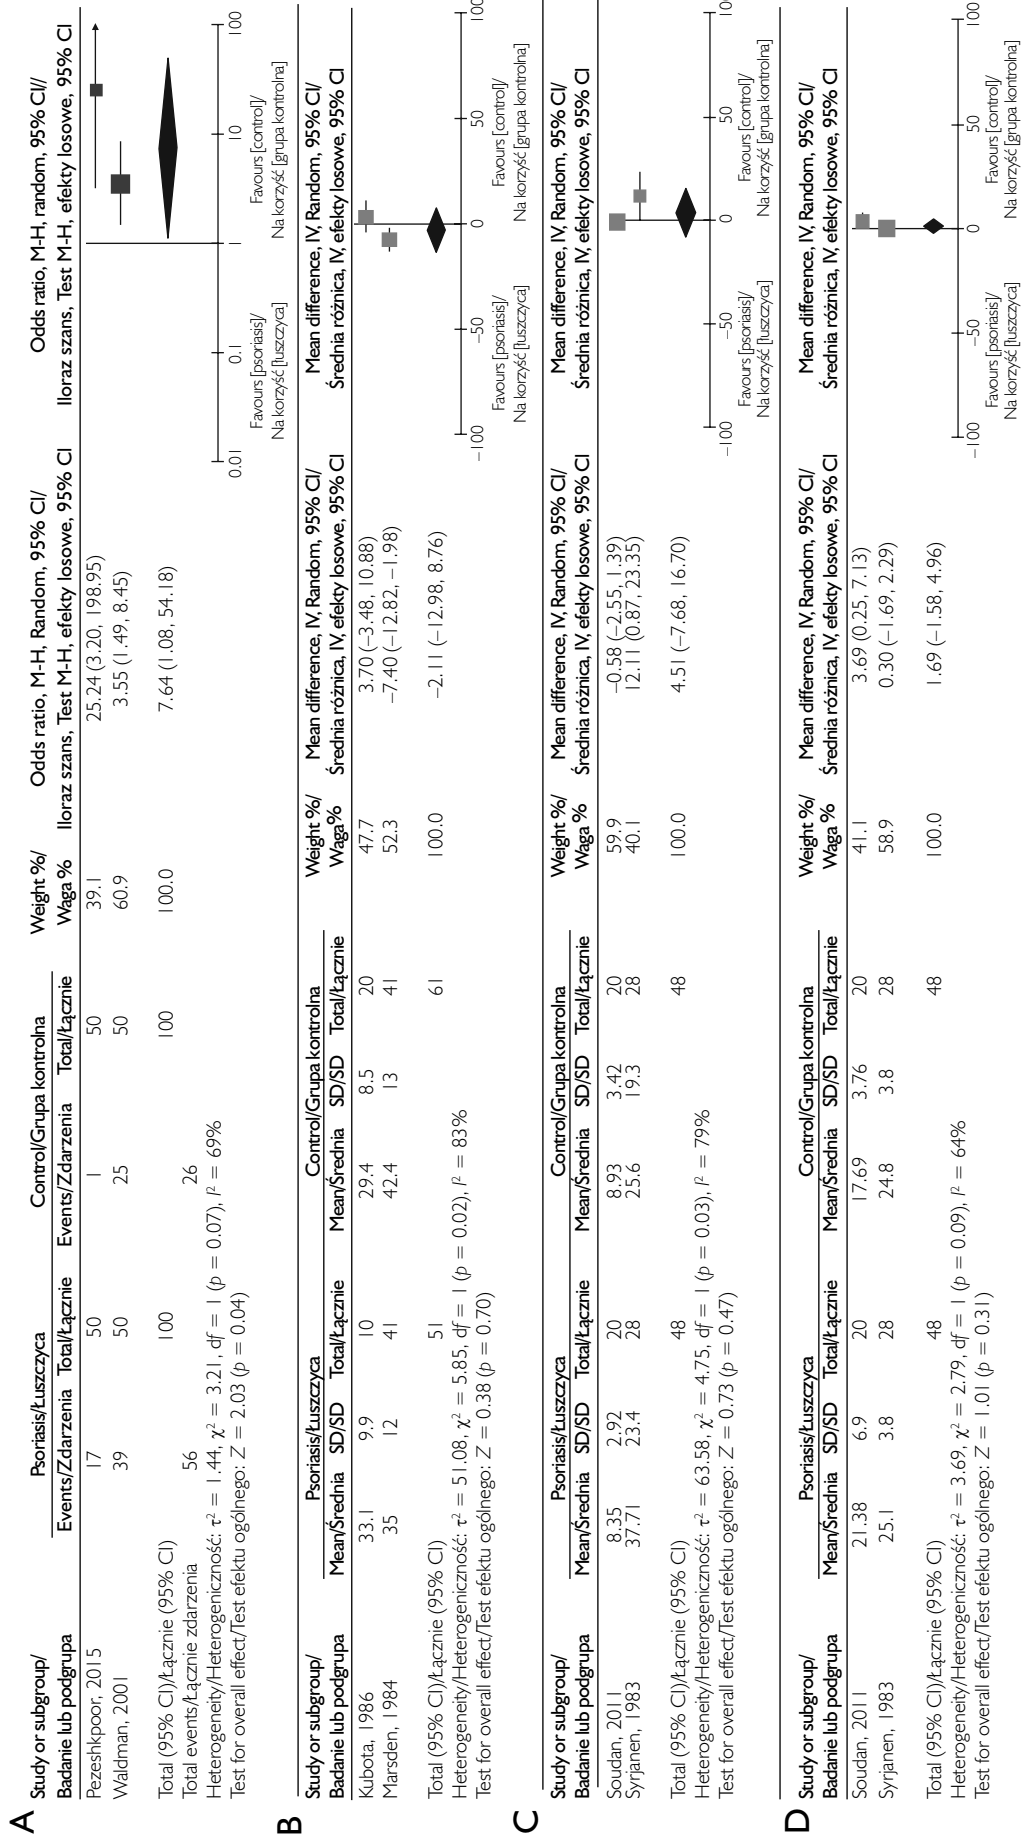 A
Psoriasis/Łuszczyca Control/Grupa kontrolna
Study or subgroup/ Weight %/ Odds ratio, M-H, Random, 95% CI/ Odds ratio, M-H, random, 95% CI//
Badanie lub podgrupa Events/Zdarzenia Total/Łącznie Events/Zdarzenia Total/Łącznie Waga % Iloraz szans, Test M-H, efekty losowe, 95% CI Iloraz szans, Test M-H, efekty losowe, 95% CI
Pezeshkpoor, 2015 17 50 1 50 39.1 25.24 (3.20, 198.95)
Waldman, 2001 39 50 25 50 60.9 3.55 (1.49, 8.45)
Total (95% CI)/Łącznie (95% CI) 100 100 100.0 7.64 (1.08, 54.18)
Total events/Łącznie zdarzenia 56 26
Heterogeneity/Heterogeniczność: τ² = 1.44, χ² = 3.21, df = 1 (p = 0.07), I² = 69%
Test for overall effect/Test efektu ogólnego: Z = 2.03 (p = 0.04)
0.01 0.1 1 10 100
Favours [psoriasis]/ Favours [control]/
Na korzyść [łuszczyca] Na korzyść [grupa kontrolna]
B
Psoriasis/Łuszczyca Control/Grupa kontrolna
Study or subgroup/ Weight %/ Mean difference, IV, Random, 95% CI/ Mean difference, IV, Random, 95% CI/
Badanie lub podgrupa Mean/Średnia SD/SD Total/Łącznie Mean/Średnia SD/SD Total/Łącznie Waga% Średnia różnica, IV, efekty losowe, 95% CI Średnia różnica, IV, efekty losowe, 95% CI
Kubota, 1986 33.1 9.9 10 29.4 8.5 20 47.7 3.70 (−3.48, 10.88)
Marsden, 1984 35 12 41 42.4 13 41 52.3 −7.40 (−12.82, −1.98)
Total (95% CI)/Łącznie (95% CI) 51 61 100.0 −2.11 (−12.98, 8.76)
Heterogeneity/Heterogeniczność: τ² = 51.08, χ² = 5.85, df = 1 (p = 0.02), I² = 83%
Test for overall effect/Test efektu ogólnego: Z = 0.38 (p = 0.70)
−100 −50 0 50 100
Favours [psoriasis]/ Favours [control]/
Na korzyść [łuszczyca] Na korzyść [grupa kontrolna]
C
Psoriasis/Łuszczyca Control/Grupa kontrolna
Study or subgroup/ Weight %/ Mean difference, IV, Random, 95% CI/ Mean difference, IV, Random, 95% CI/
Badanie lub podgrupa Mean/Średnia SD/SD Total/Łącznie Mean/Średnia SD/SD Total/Łącznie Waga % Średnia różnica, IV, efekty losowe, 95% CI Średnia różnica, IV, efekty losowe, 95% CI
Soudan, 2011 8.35 2.92 20 8.93 3.42 20 59.9 −0.58 (−2.55, 1.39)
Syrjanen, 1983 37.71 23.4 28 25.6 19.3 28 40.1 12.11 (0.87, 23.35)
Total (95% CI)/Łącznie (95% CI) 48 48 100.0 4.51 (−7.68, 16.70)
Heterogeneity/Heterogeniczność: τ² = 63.58, χ² = 4.75, df = 1 (p = 0.03), I² = 79%
Test for overall effect/Test efektu ogólnego: Z = 0.73 (p = 0.47)
−100 −50 0 50 100
Favours [psoriasis]/ Favours [control]/
Na korzyść [łuszczyca] Na korzyść [grupa kontrolna]
D
Psoriasis/Łuszczyca Control/Grupa kontrolna
Study or subgroup/ Weight %/ Mean difference, IV, Random, 95% CI/ Mean difference, IV, Random, 95% CI/
Badanie lub podgrupa Mean/Średnia SD/SD Total/Łącznie Mean/Średnia SD/SD Total/Łącznie Waga % Średnia różnica, IV, efekty losowe, 95% CI Średnia różnica, IV, efekty losowe, 95% CI
Soudan, 2011 21.38 6.9 20 17.69 3.76 20 41.1 3.69 (0.25, 7.13)
Syrjanen, 1983 25.1 3.8 28 24.8 3.8 28 58.9 0.30 (−1.69, 2.29)
Total (95% CI)/Łącznie (95% CI) 48 48 100.0 1.69 (−1.58, 4.96)
Heterogeneity/Heterogeniczność: τ² = 3.69, χ² = 2.79, df = 1 (p = 0.09), I² = 64%
Test for overall effect/Test efektu ogólnego: Z = 1.01 (p = 0.31)
−100 −50 0 50 100
Favours [psoriasis]/ Favours [control]/
Na korzyść [łuszczyca] Na korzyść [grupa kontrolna]